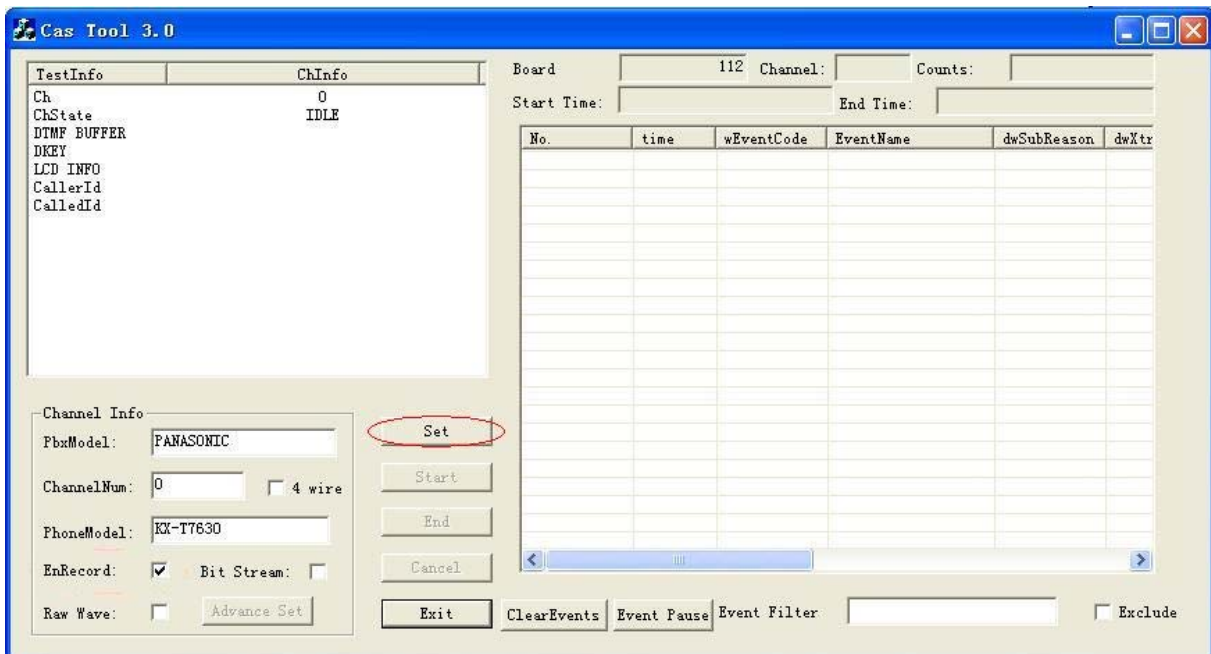 Cas Tool 3.0
TestInfo ChInfo
Ch 0
ChState IDLE
DTMF BUFFER
DKEY
LCD INFO
CallerId
CalledId
Board 112 Channel: Counts:
Start Time: End Time:
No. time wEventCode EventName dwSubReason dwXtr
Channel Info
PbxModel: PANASONIC
ChannelNum: 0 4 wire
PhoneModel: KX-T7630
EnRecord: Bit Stream:
Raw Wave: Advance Set
Set
Start
End
Cancel
Exit
ClearEvents Event Pause Event Filter Exclude